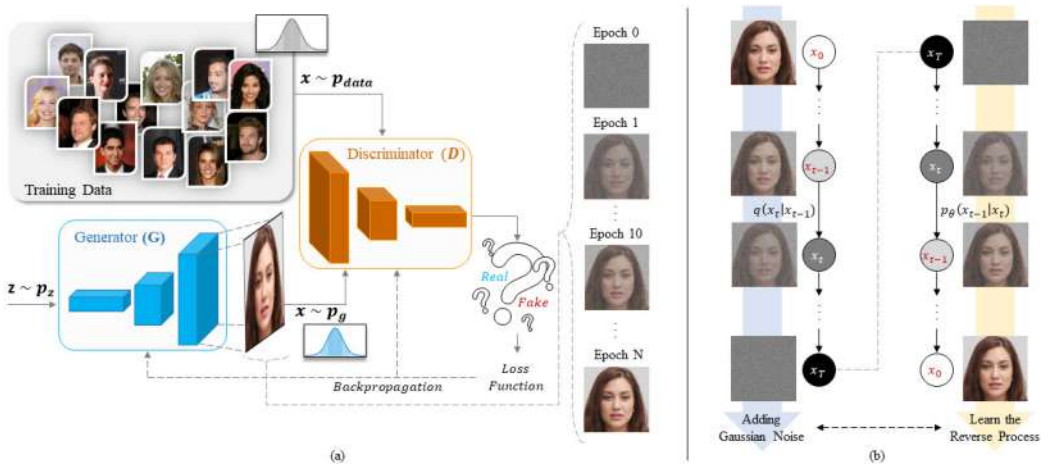 Training Data
x ~ p_data
Discriminator (D)
Generator (G)
z ~ p_z
x ~ p_g
Real
Fake
Loss
Function
Backpropagation
Epoch 0
Epoch 1
Epoch 10
Epoch N
(a)
x_0
x_{t-1}
q(x_t|x_{t-1})
x_t
x_T
Adding
Gaussian Noise
x_T
x_t
p_θ(x_{t-1}|x_t)
x_{t-1}
x_0
Learn the
Reverse Process
(b)